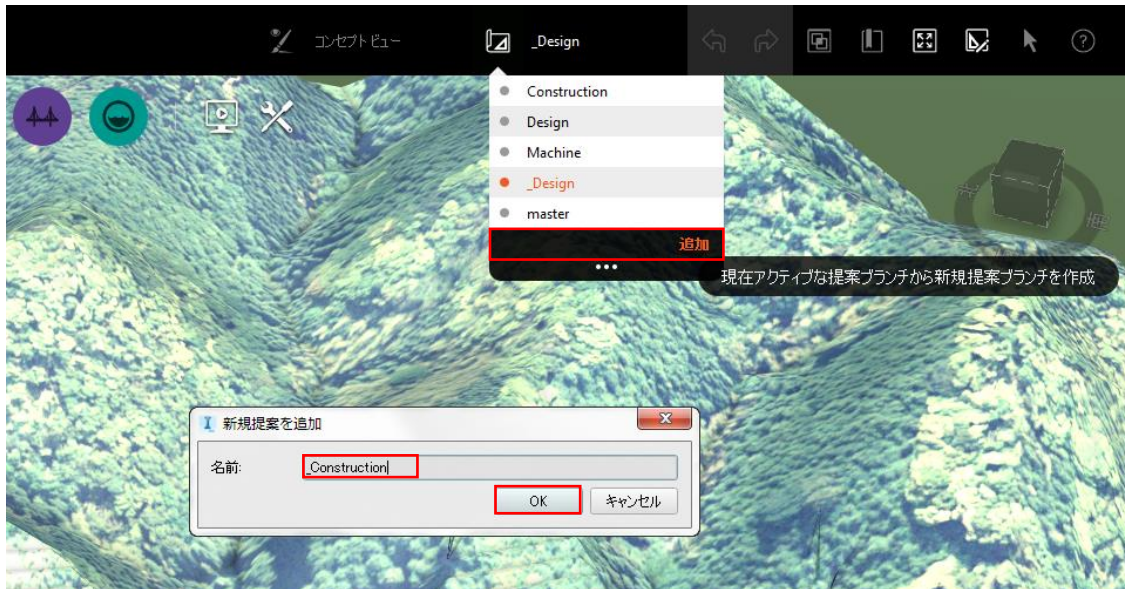 コンセプトビュー
_Design
Construction
Design
Machine
_Design
master
追加
現在アクティブな提案ブランチから新規提案ブランチを作成
新規提案を追加
名前:
_Construction
OK
キャンセル